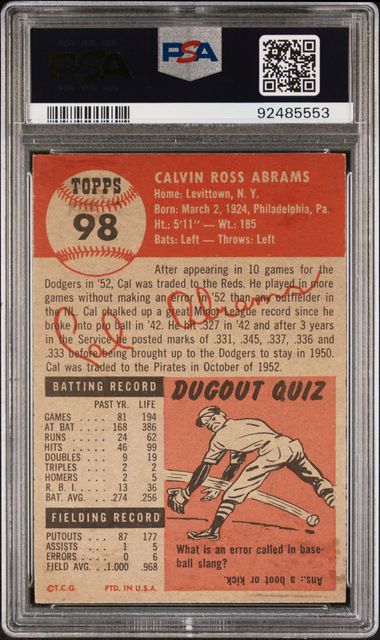 PSA
PSA
92485553
TOPPS
98
CALVIN ROSS ABRAMS
Home: Levittown, N. Y.
Born: March 2, 1924, Philadelphia, Pa.
Ht.: 5'11" — Wt.: 185
Bats: Left - Throws: Left
After appearing in 10 games for the
Dodgers in '52, Cal was traded to the Reds. He played in more
games without making an error in '52 than any outfielder in
the Cal chalked up a great Minor League record since he
broke into pro ball in '42. He hit .327 in '42 and after 3 years
in the Service posted marks of .331, .345, .337, .336 and
.333 before being brought up to the Dodgers to stay in 1950.
Cal was traded to the Pirates in October of 1952.
Cal Abrams
BATTING RECORD
PAST YR. LIFE
GAMES 81 194
AT BAT 168 386
RUNS 24 62
HITS 46 99
DOUBLES 9 19
TRIPLES 2 2
HOMERS 2 5
R. B. I. 13 36
BAT. AVG. .274 .256
FIELDING RECORD
PUTOUTS 87 177
ASSISTS 1 5
ERRORS 0 6
FIELD AVG. 1.000 .968
©T.C.G. PTD. IN U.S.A.
DUGOUT QUIZ
What is an error called in base-
ball slang?
Ans.: a boot or kick.